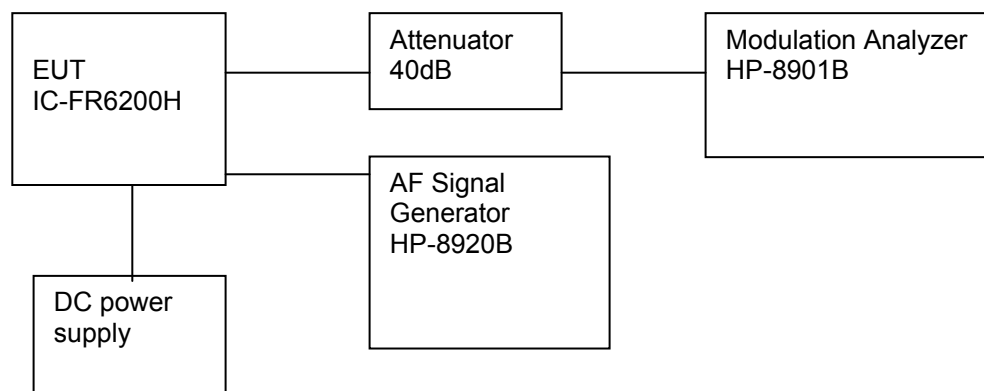 EUT
IC-FR6200H
Attenuator
40dB
Modulation Analyzer
HP-8901B
AF Signal
Generator
HP-8920B
DC power
supply